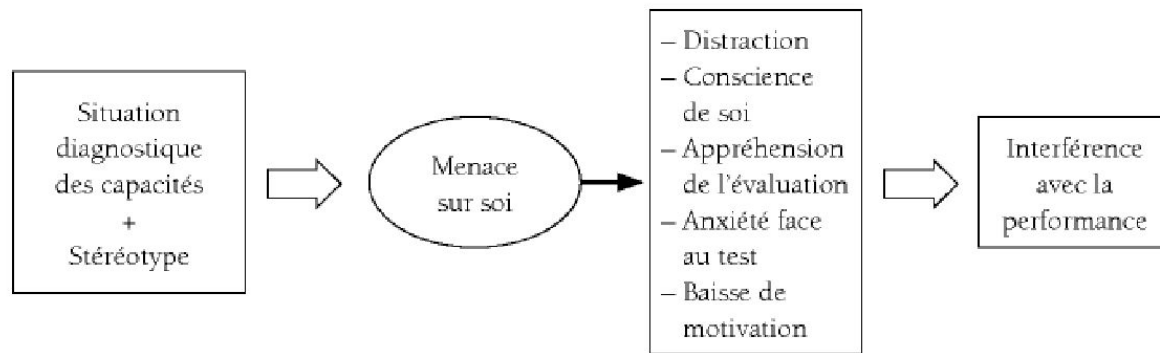 Situation
diagnostique
des capacités
+
Stéréotype
Menace
sur soi
– Distraction
– Conscience
de soi
– Appréhension
de l'évaluation
– Anxiété face
au test
– Baisse de
motivation
Interférence
avec la
performance